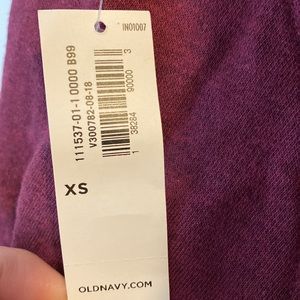 IN01007
111537-01-1 0000 B99
V300782-08-18
1 38284 90000 3
XS
OLDNAVY.COM